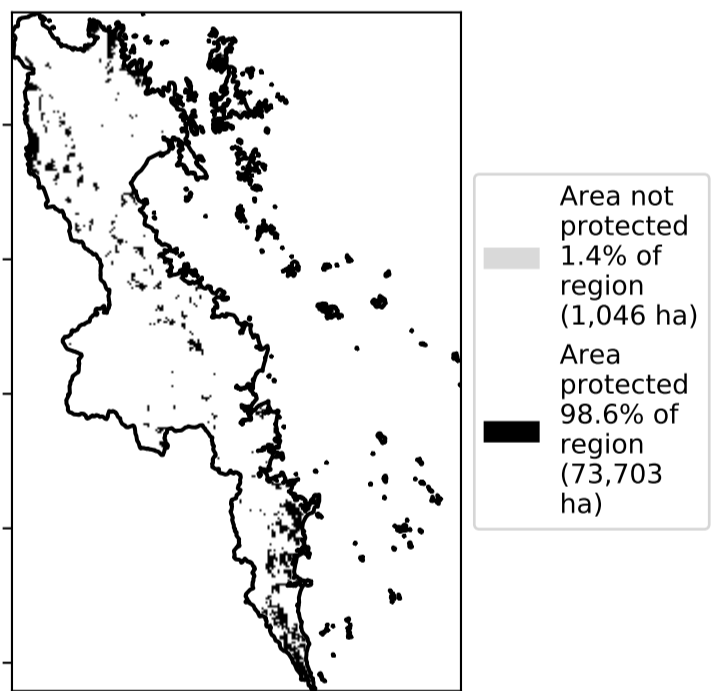 Area not
protected
1.4% of
region
(1,046 ha)
Area
protected
98.6% of
region
(73,703
ha)